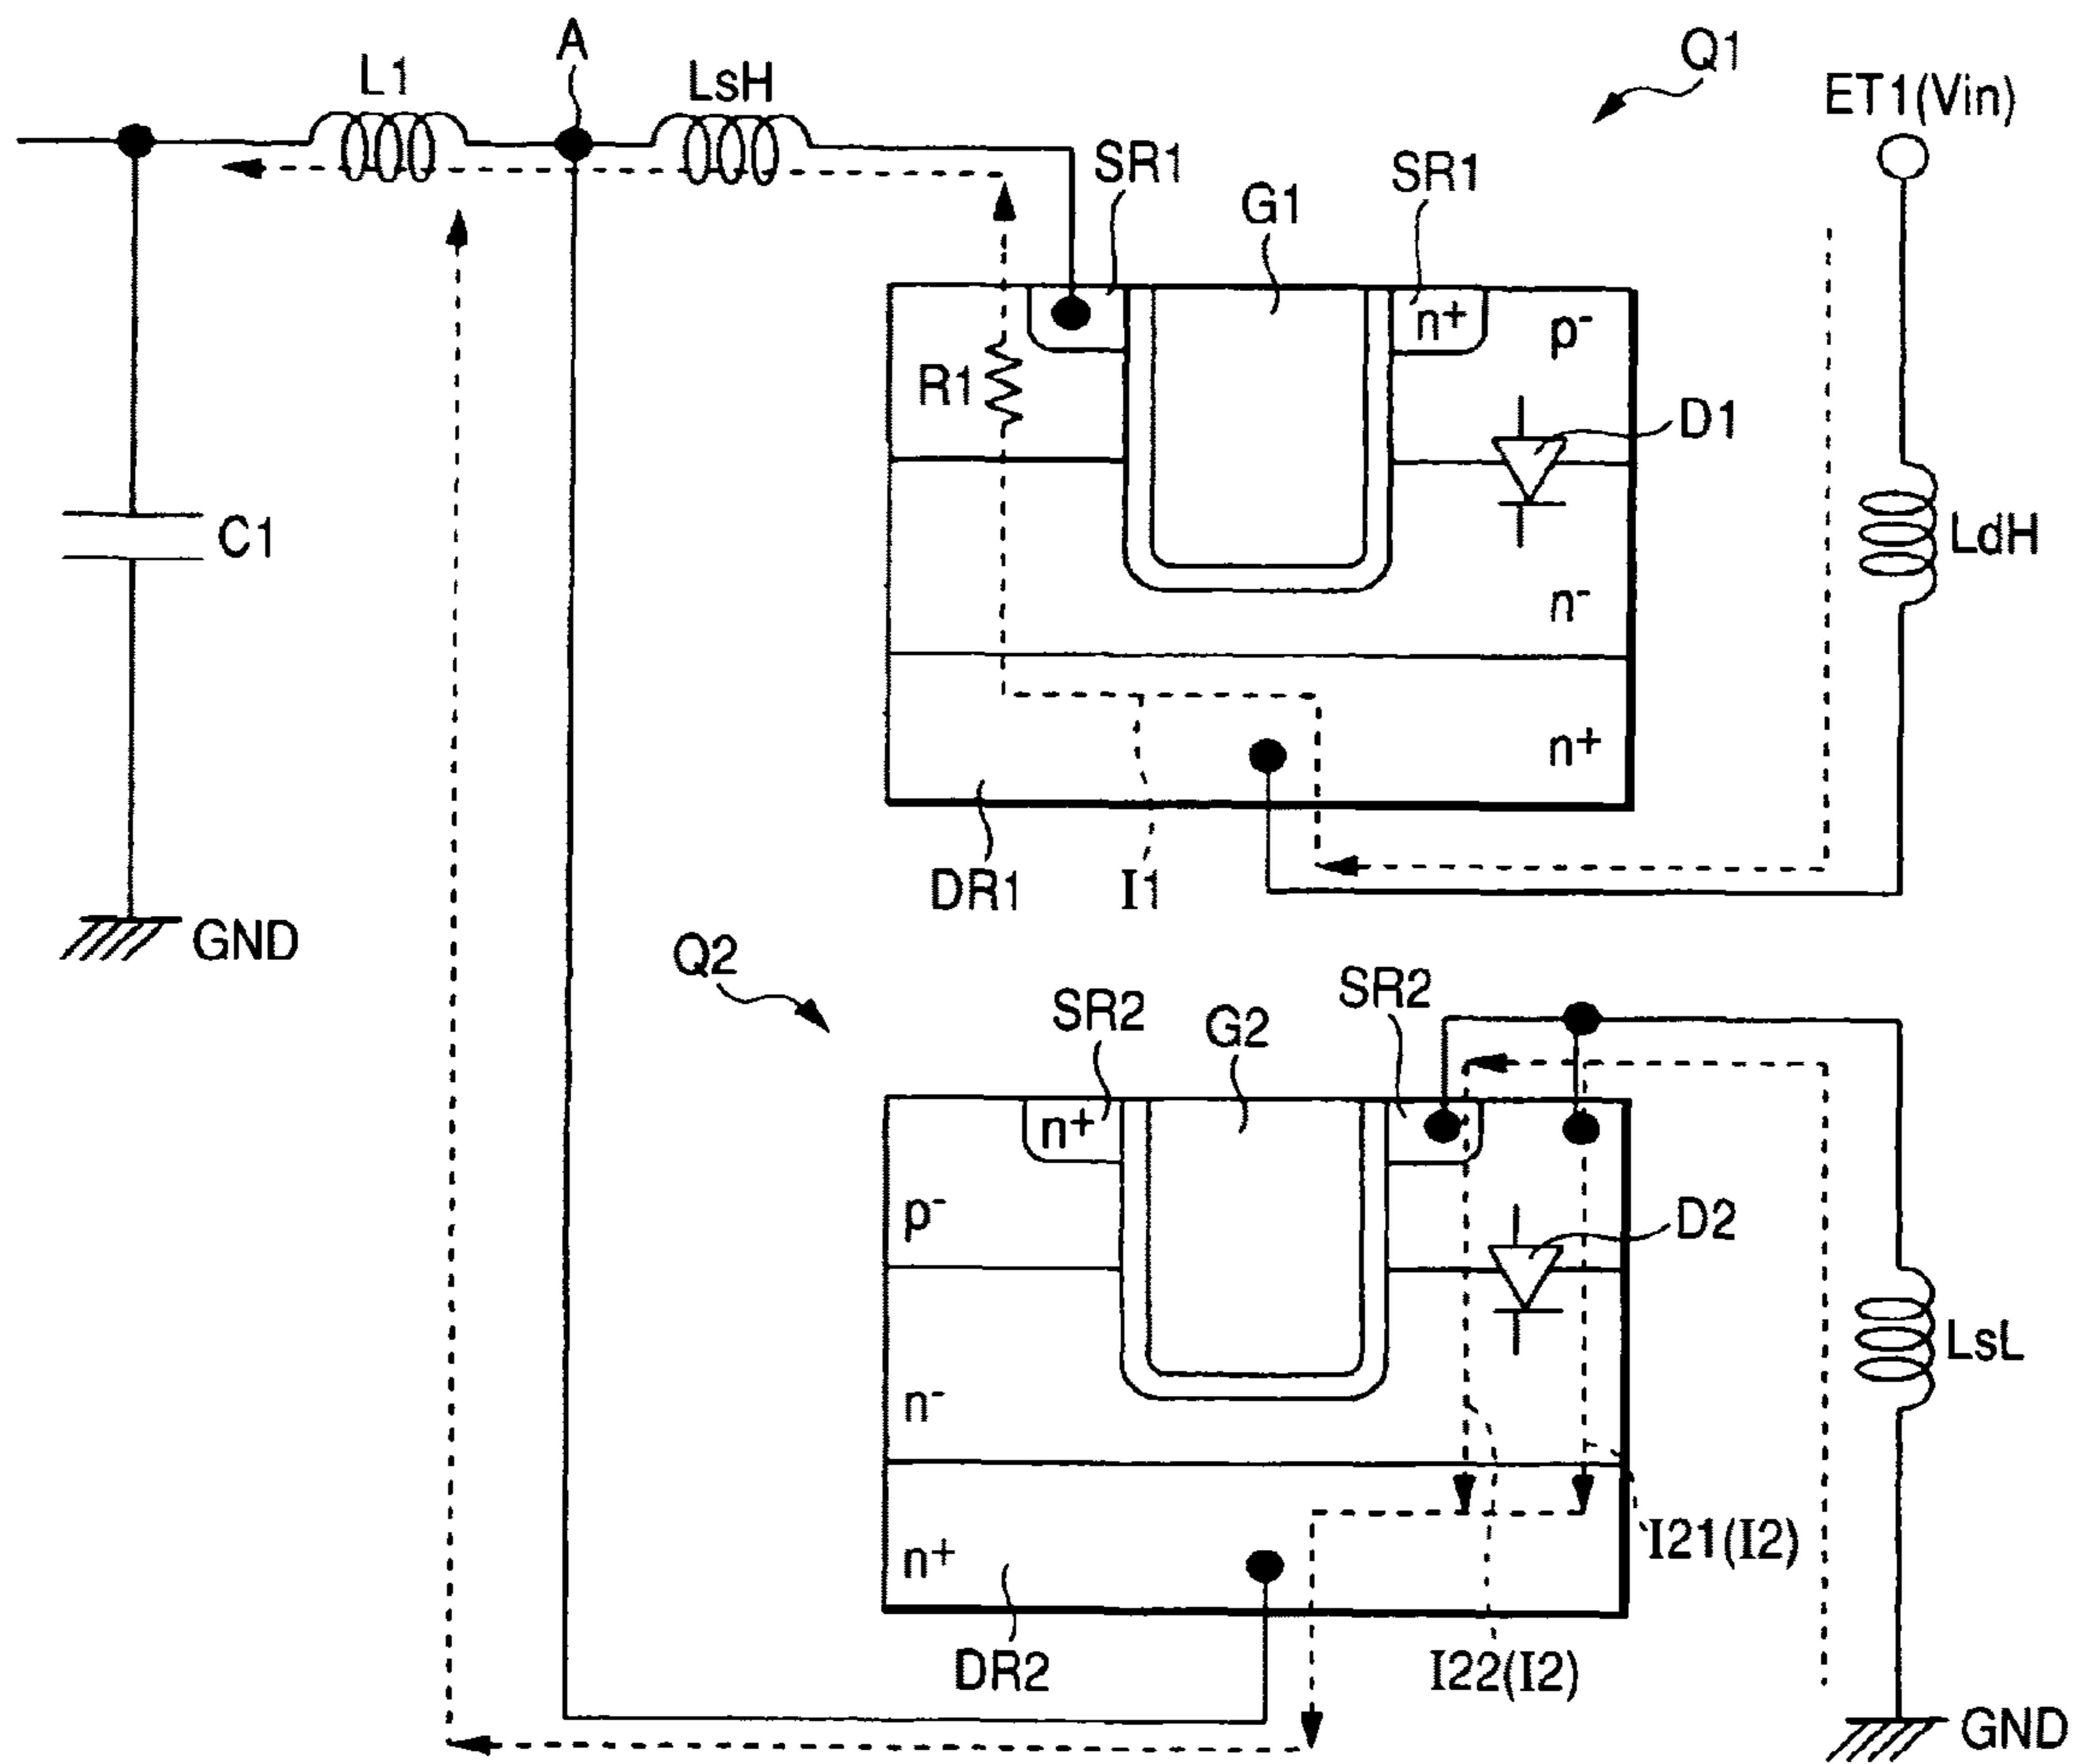 A
L1
LsH
Q1
ET1(Vin)
SR1
SR1
G1
n+
p-
R1
D1
C1
LdH
n-
n+
DR1
I1
GND
Q2
SR2
SR2
G2
n+
p-
D2
LsL
n-
I21(I2)
n+
DR2
I22(I2)
GND